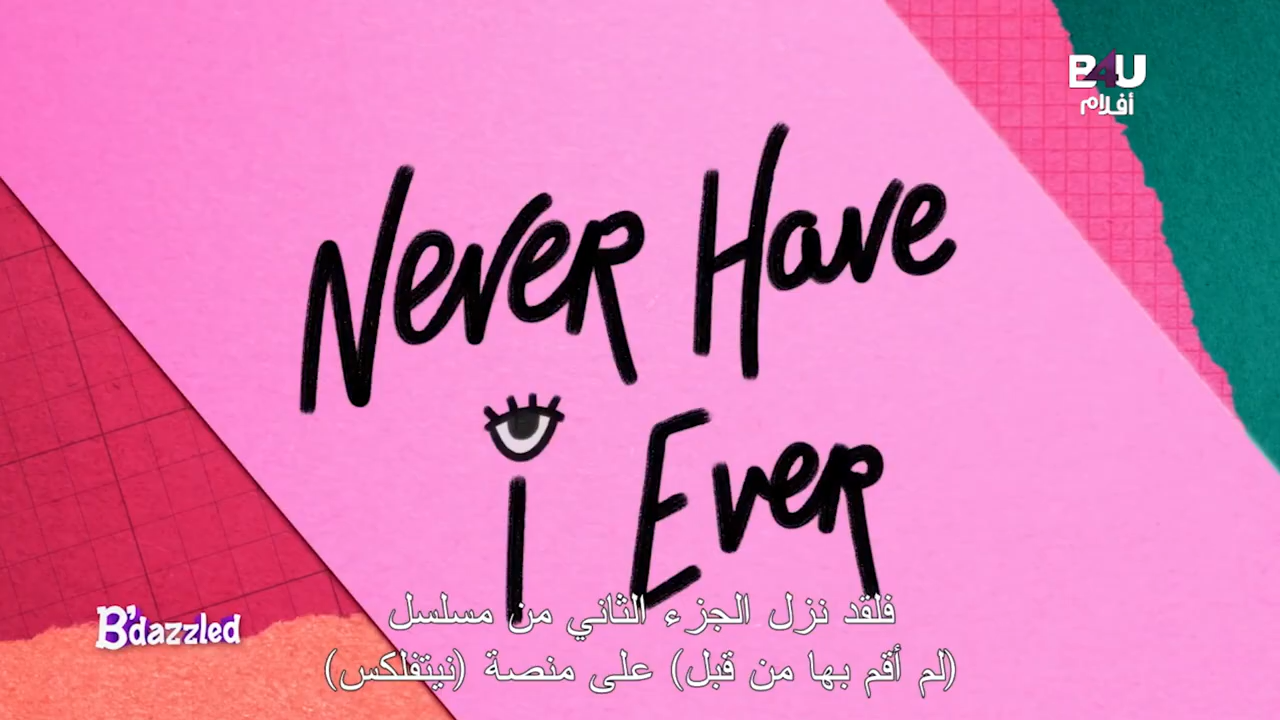 B4U
أفلام
Never Have
i Ever
B'dazzled
فلقد نزل الجزء الثاني من مسلسل
(لم أقم بها من قبل) على منصة (نيتفلكس)